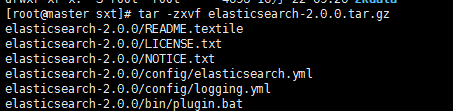 [root@master sxt]# tar -zxvf elasticsearch-2.0.0.tar.gz
elasticsearch-2.0.0/README.textile
elasticsearch-2.0.0/LICENSE.txt
elasticsearch-2.0.0/NOTICE.txt
elasticsearch-2.0.0/config/elasticsearch.yml
elasticsearch-2.0.0/config/logging.yml
elasticsearch-2.0.0/bin/plugin.bat